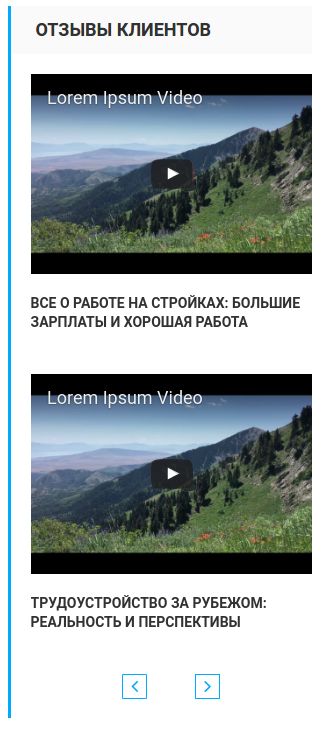 ОТЗЫВЫ КЛИЕНТОВ
Lorem Ipsum Video
ВСЕ О РАБОТЕ НА СТРОЙКАХ: БОЛЬШИЕ
ЗАРПЛАТЫ И ХОРОШАЯ РАБОТА
Lorem Ipsum Video
ТРУДОУСТРОЙСТВО ЗА РУБЕЖОМ:
РЕАЛЬНОСТЬ И ПЕРСПЕКТИВЫ